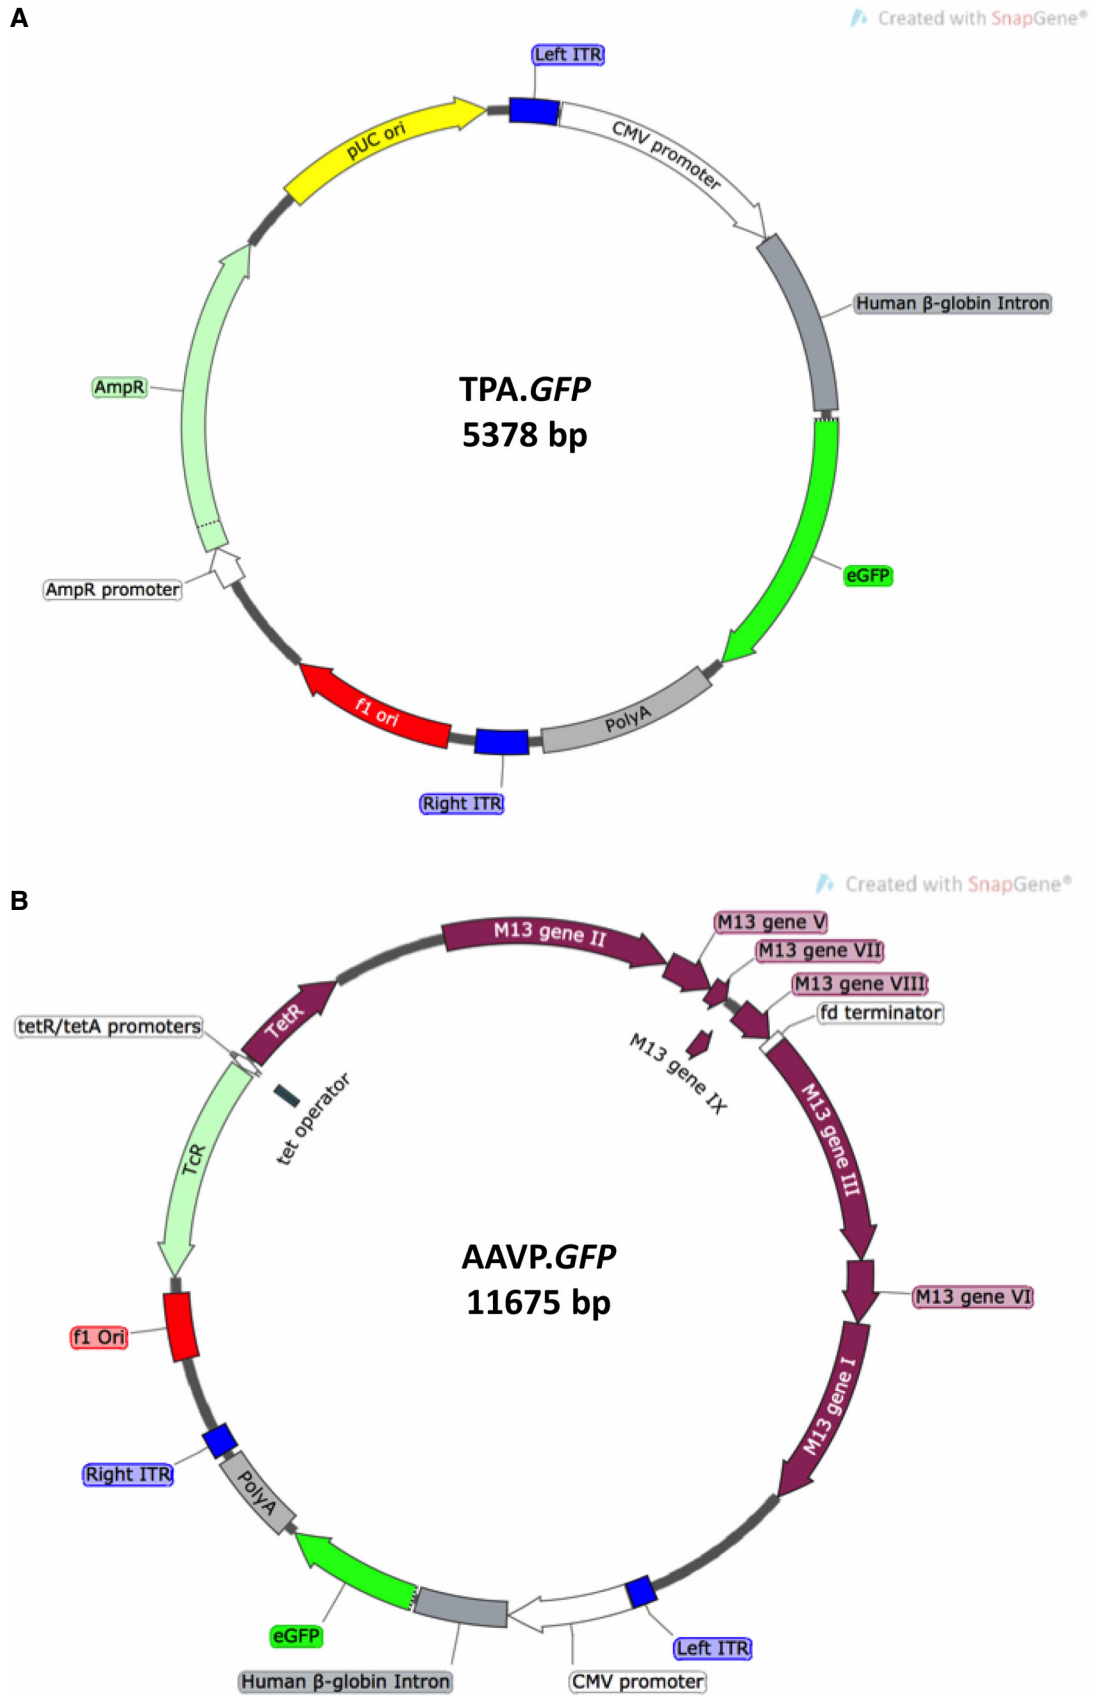 A
Created with SnapGene®
Left ITR
CMV promoter
pUC ori
Human β-globin Intron
AmpR
TPA.GFP
5378 bp
eGFP
AmpR promoter
f1 ori
PolyA
Right ITR
B
Created with SnapGene®
M13 gene II
M13 gene V
M13 gene VII
M13 gene VIII
fd terminator
TetR
tetR/tetA promoters
M13 gene IX
tet operator
M13 gene III
TcR
AAVP.GFP
11675 bp
M13 gene VI
f1 Ori
M13 gene I
Right ITR
PolyA
eGFP
Left ITR
Human β-globin Intron
CMV promoter